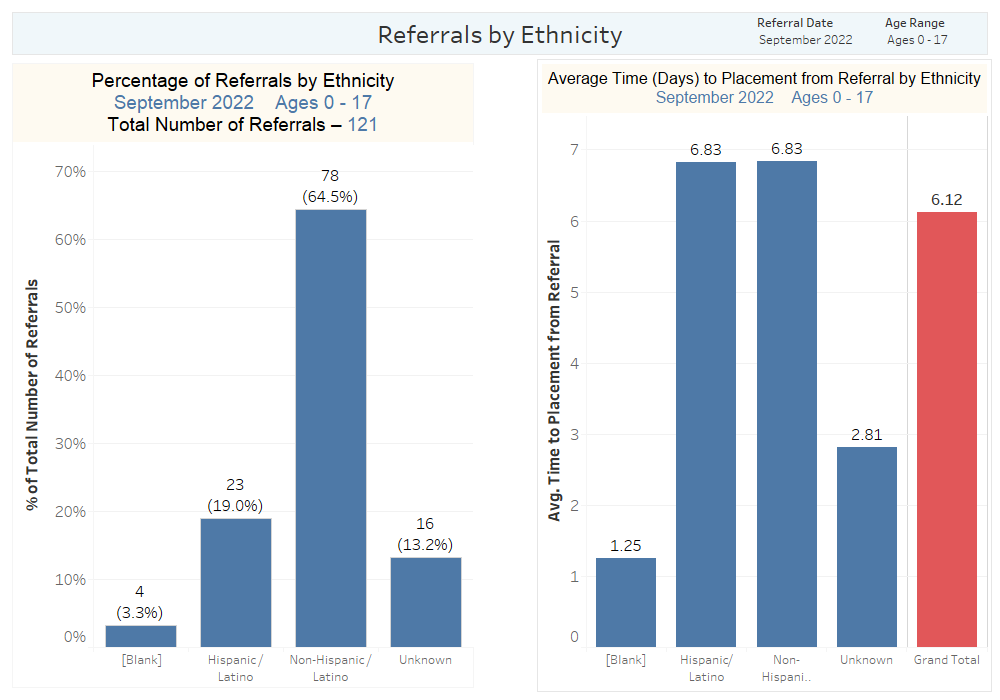 Referrals by Ethnicity
Referral Date
September 2022
Age Range
Ages 0 - 17
Percentage of Referrals by Ethnicity
September 2022 Ages 0 - 17
Total Number of Referrals – 121
% of Total Number of Referrals
70%
60%
50%
40%
30%
20%
10%
0%
4
(3.3%)
23
(19.0%)
78
(64.5%)
16
(13.2%)
[Blank]
Hispanic /
Latino
Non-Hispanic /
Latino
Unknown
Average Time (Days) to Placement from Referral by Ethnicity
September 2022 Ages 0 - 17
Avg. Time to Placement from Referral
7
6
5
4
3
2
1
0
1.25
6.83
6.83
2.81
6.12
[Blank]
Hispanic/
Latino
Non-
Hispani..
Unknown
Grand Total